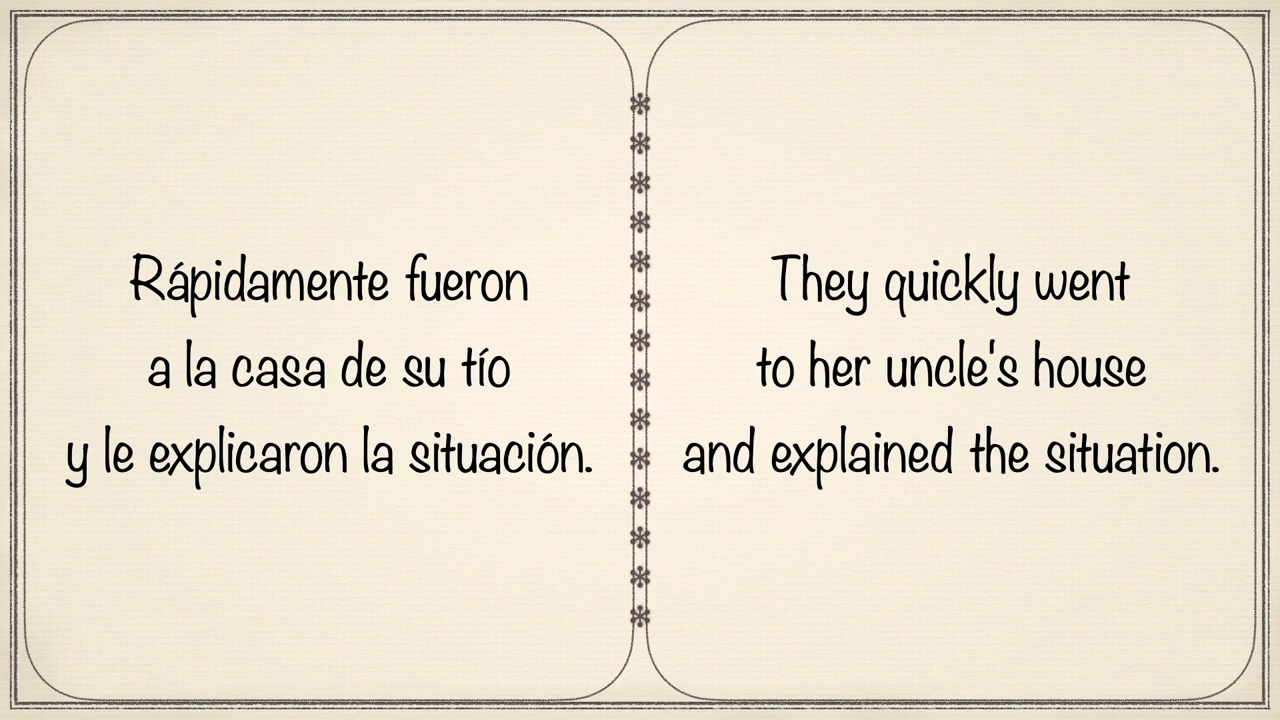 Rápidamente fueron
a la casa de su tío
y le explicaron la situación.
They quickly went
to her uncle's house
and explained the situation.